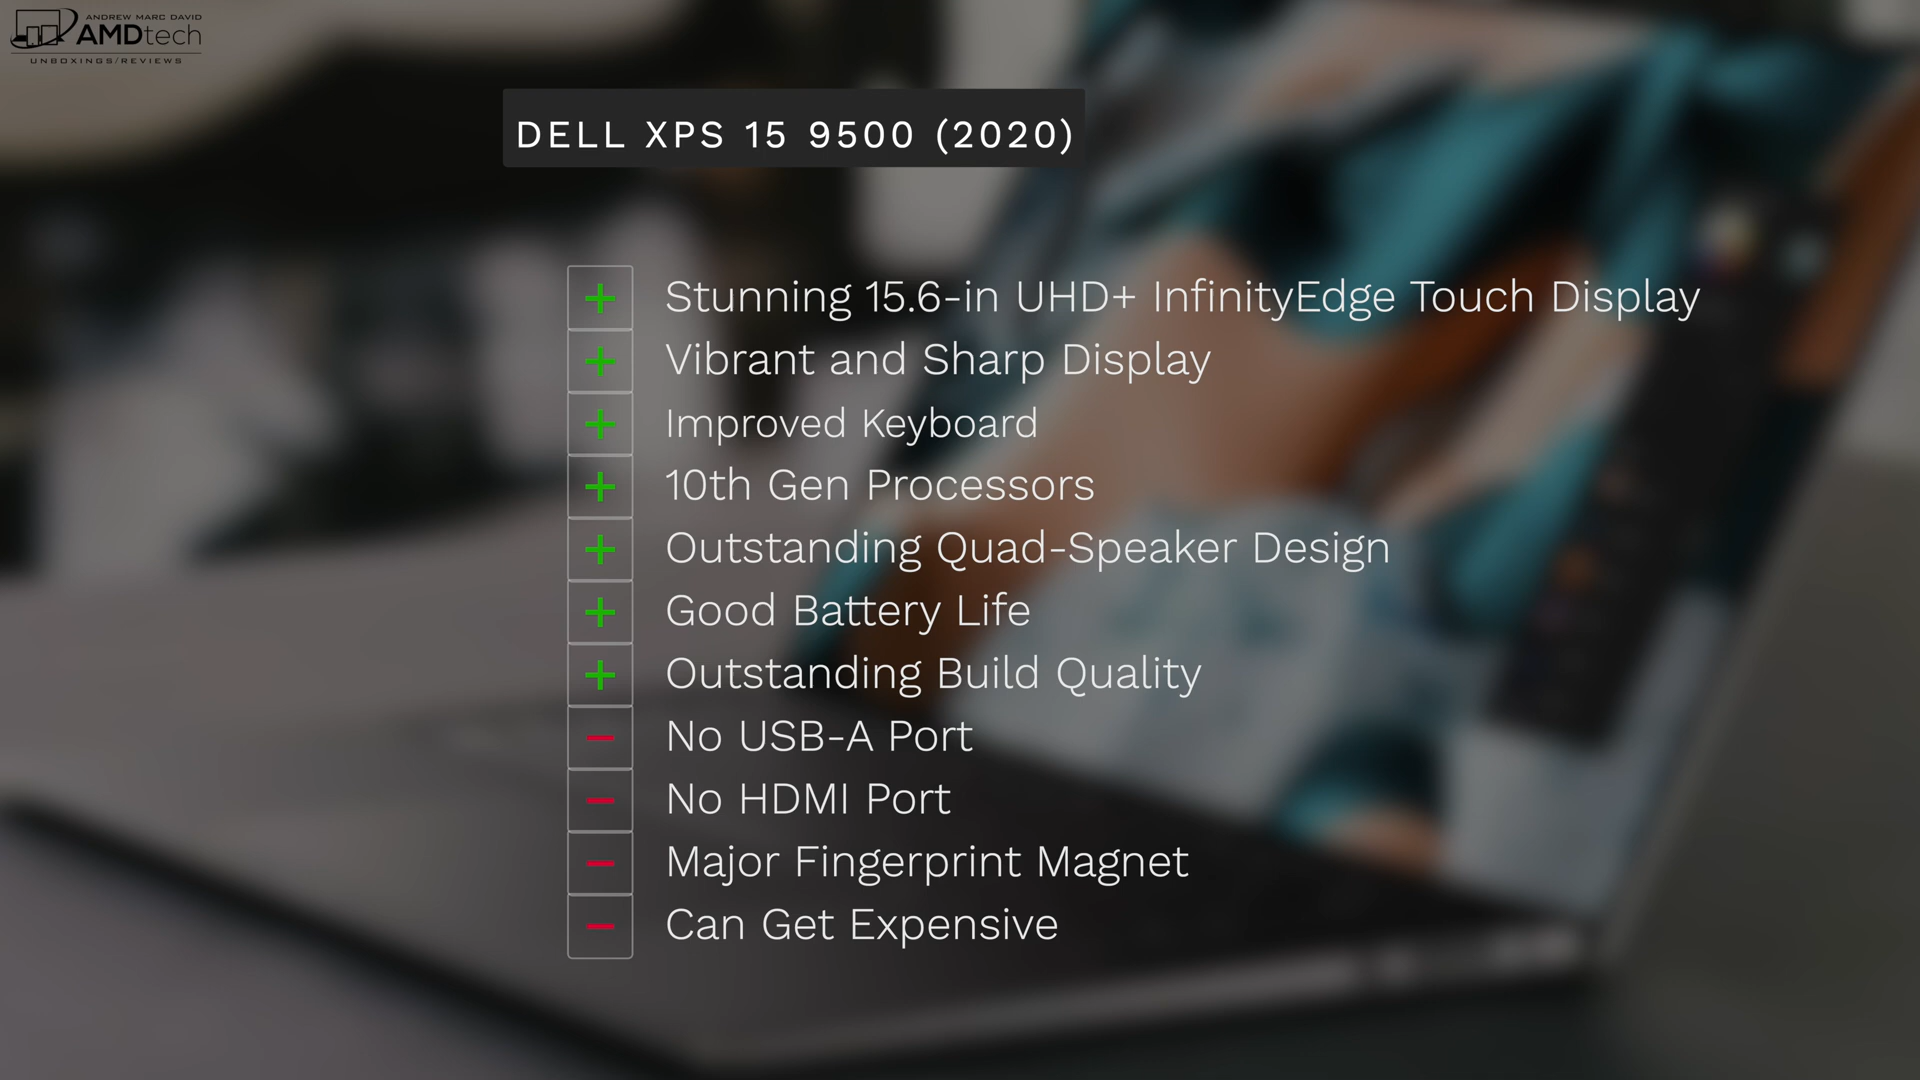 ANDREW MARC DAVID
AMDtech
UNBOXINGS/REVIEWS
DELL XPS 15 9500 (2020)
+ Stunning 15.6-in UHD+ InfinityEdge Touch Display
+ Vibrant and Sharp Display
+ Improved Keyboard
+ 10th Gen Processors
+ Outstanding Quad-Speaker Design
+ Good Battery Life
+ Outstanding Build Quality
– No USB-A Port
– No HDMI Port
– Major Fingerprint Magnet
– Can Get Expensive